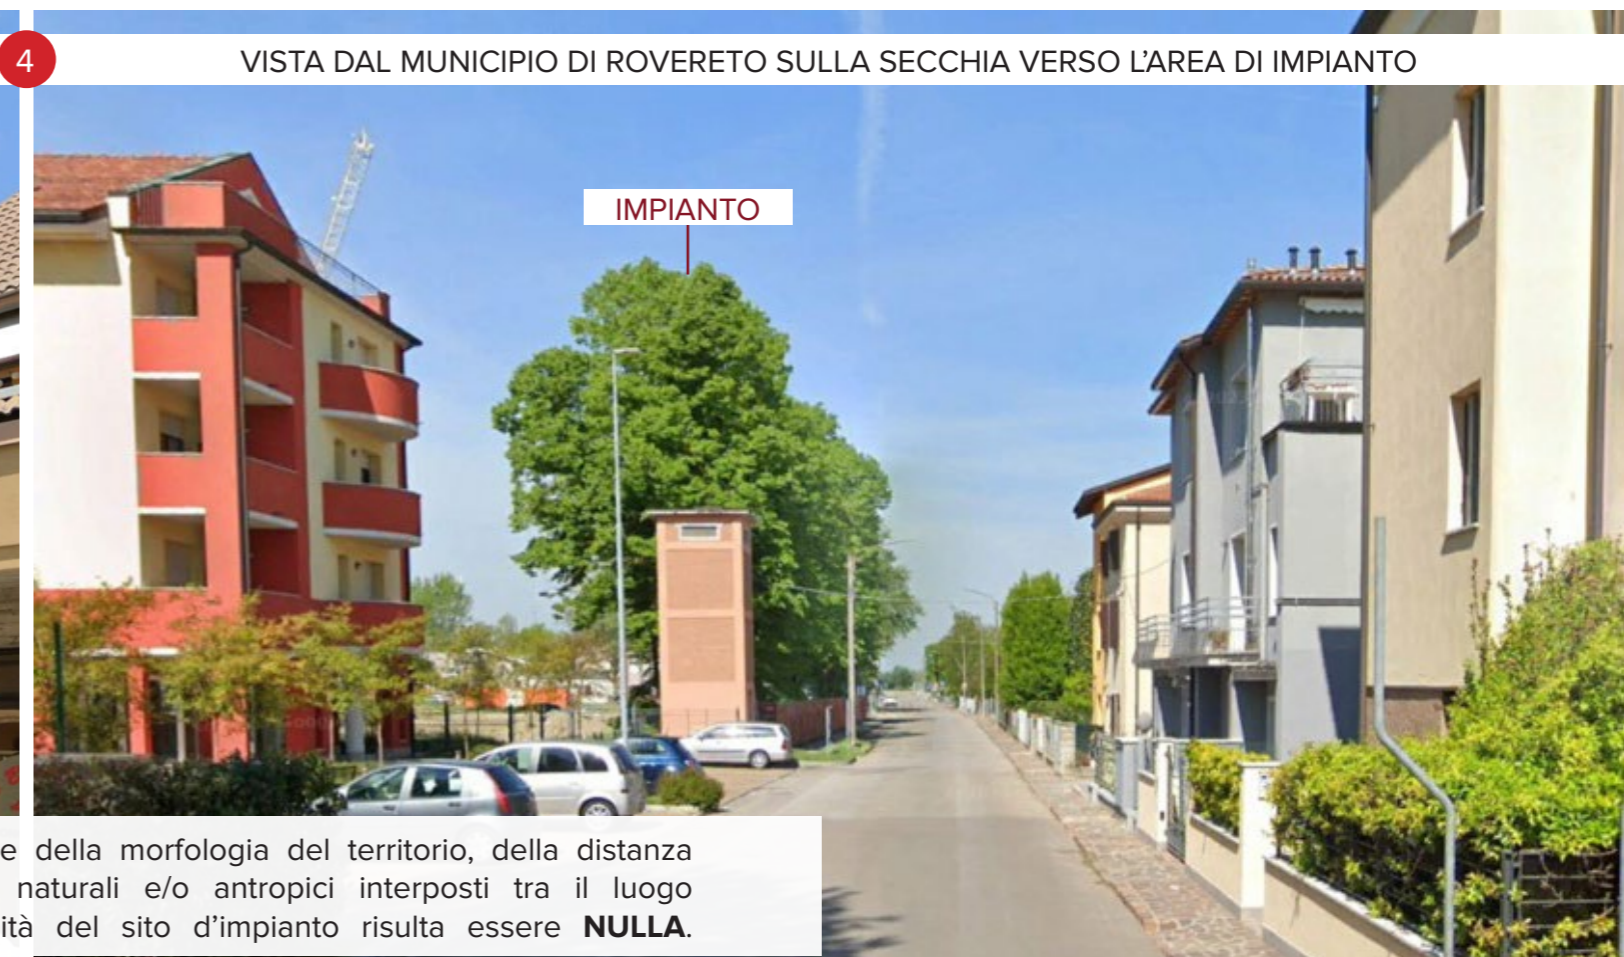 4
VISTA DAL MUNICIPIO DI ROVERETO SULLA SECCHIA VERSO L'AREA DI IMPIANTO
IMPIANTO
e della morfologia del territorio, della distanza
naturali e/o antropici interposti tra il luogo
ità del sito d'impianto risulta essere NULLA.